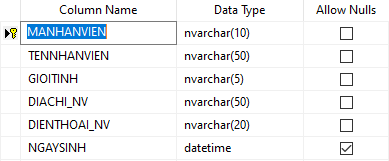 Column Name Data Type Allow Nulls
MANHANVIEN nvarchar(10)
TENNHANVIEN nvarchar(50)
GIOITINH nvarchar(5)
DIACHI_NV nvarchar(50)
DIENTHOAI_NV nvarchar(20)
NGAYSINH datetime